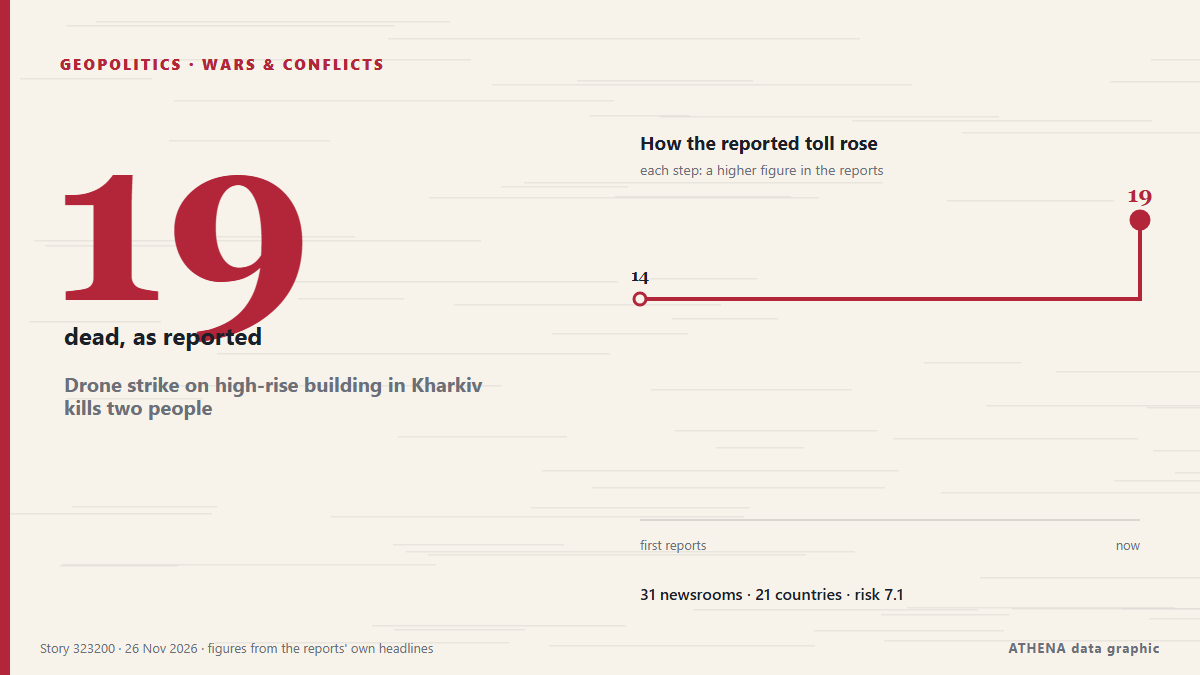 GEOPOLITICS · WARS & CONFLICTS
19
dead, as reported
Drone strike on high-rise building in Kharkiv
kills two people
How the reported toll rose
each step: a higher figure in the reports
19
14
first reports
now
31 newsrooms · 21 countries · risk 7.1
Story 323200 · 26 Nov 2026 · figures from the reports' own headlines
ATHENA data graphic